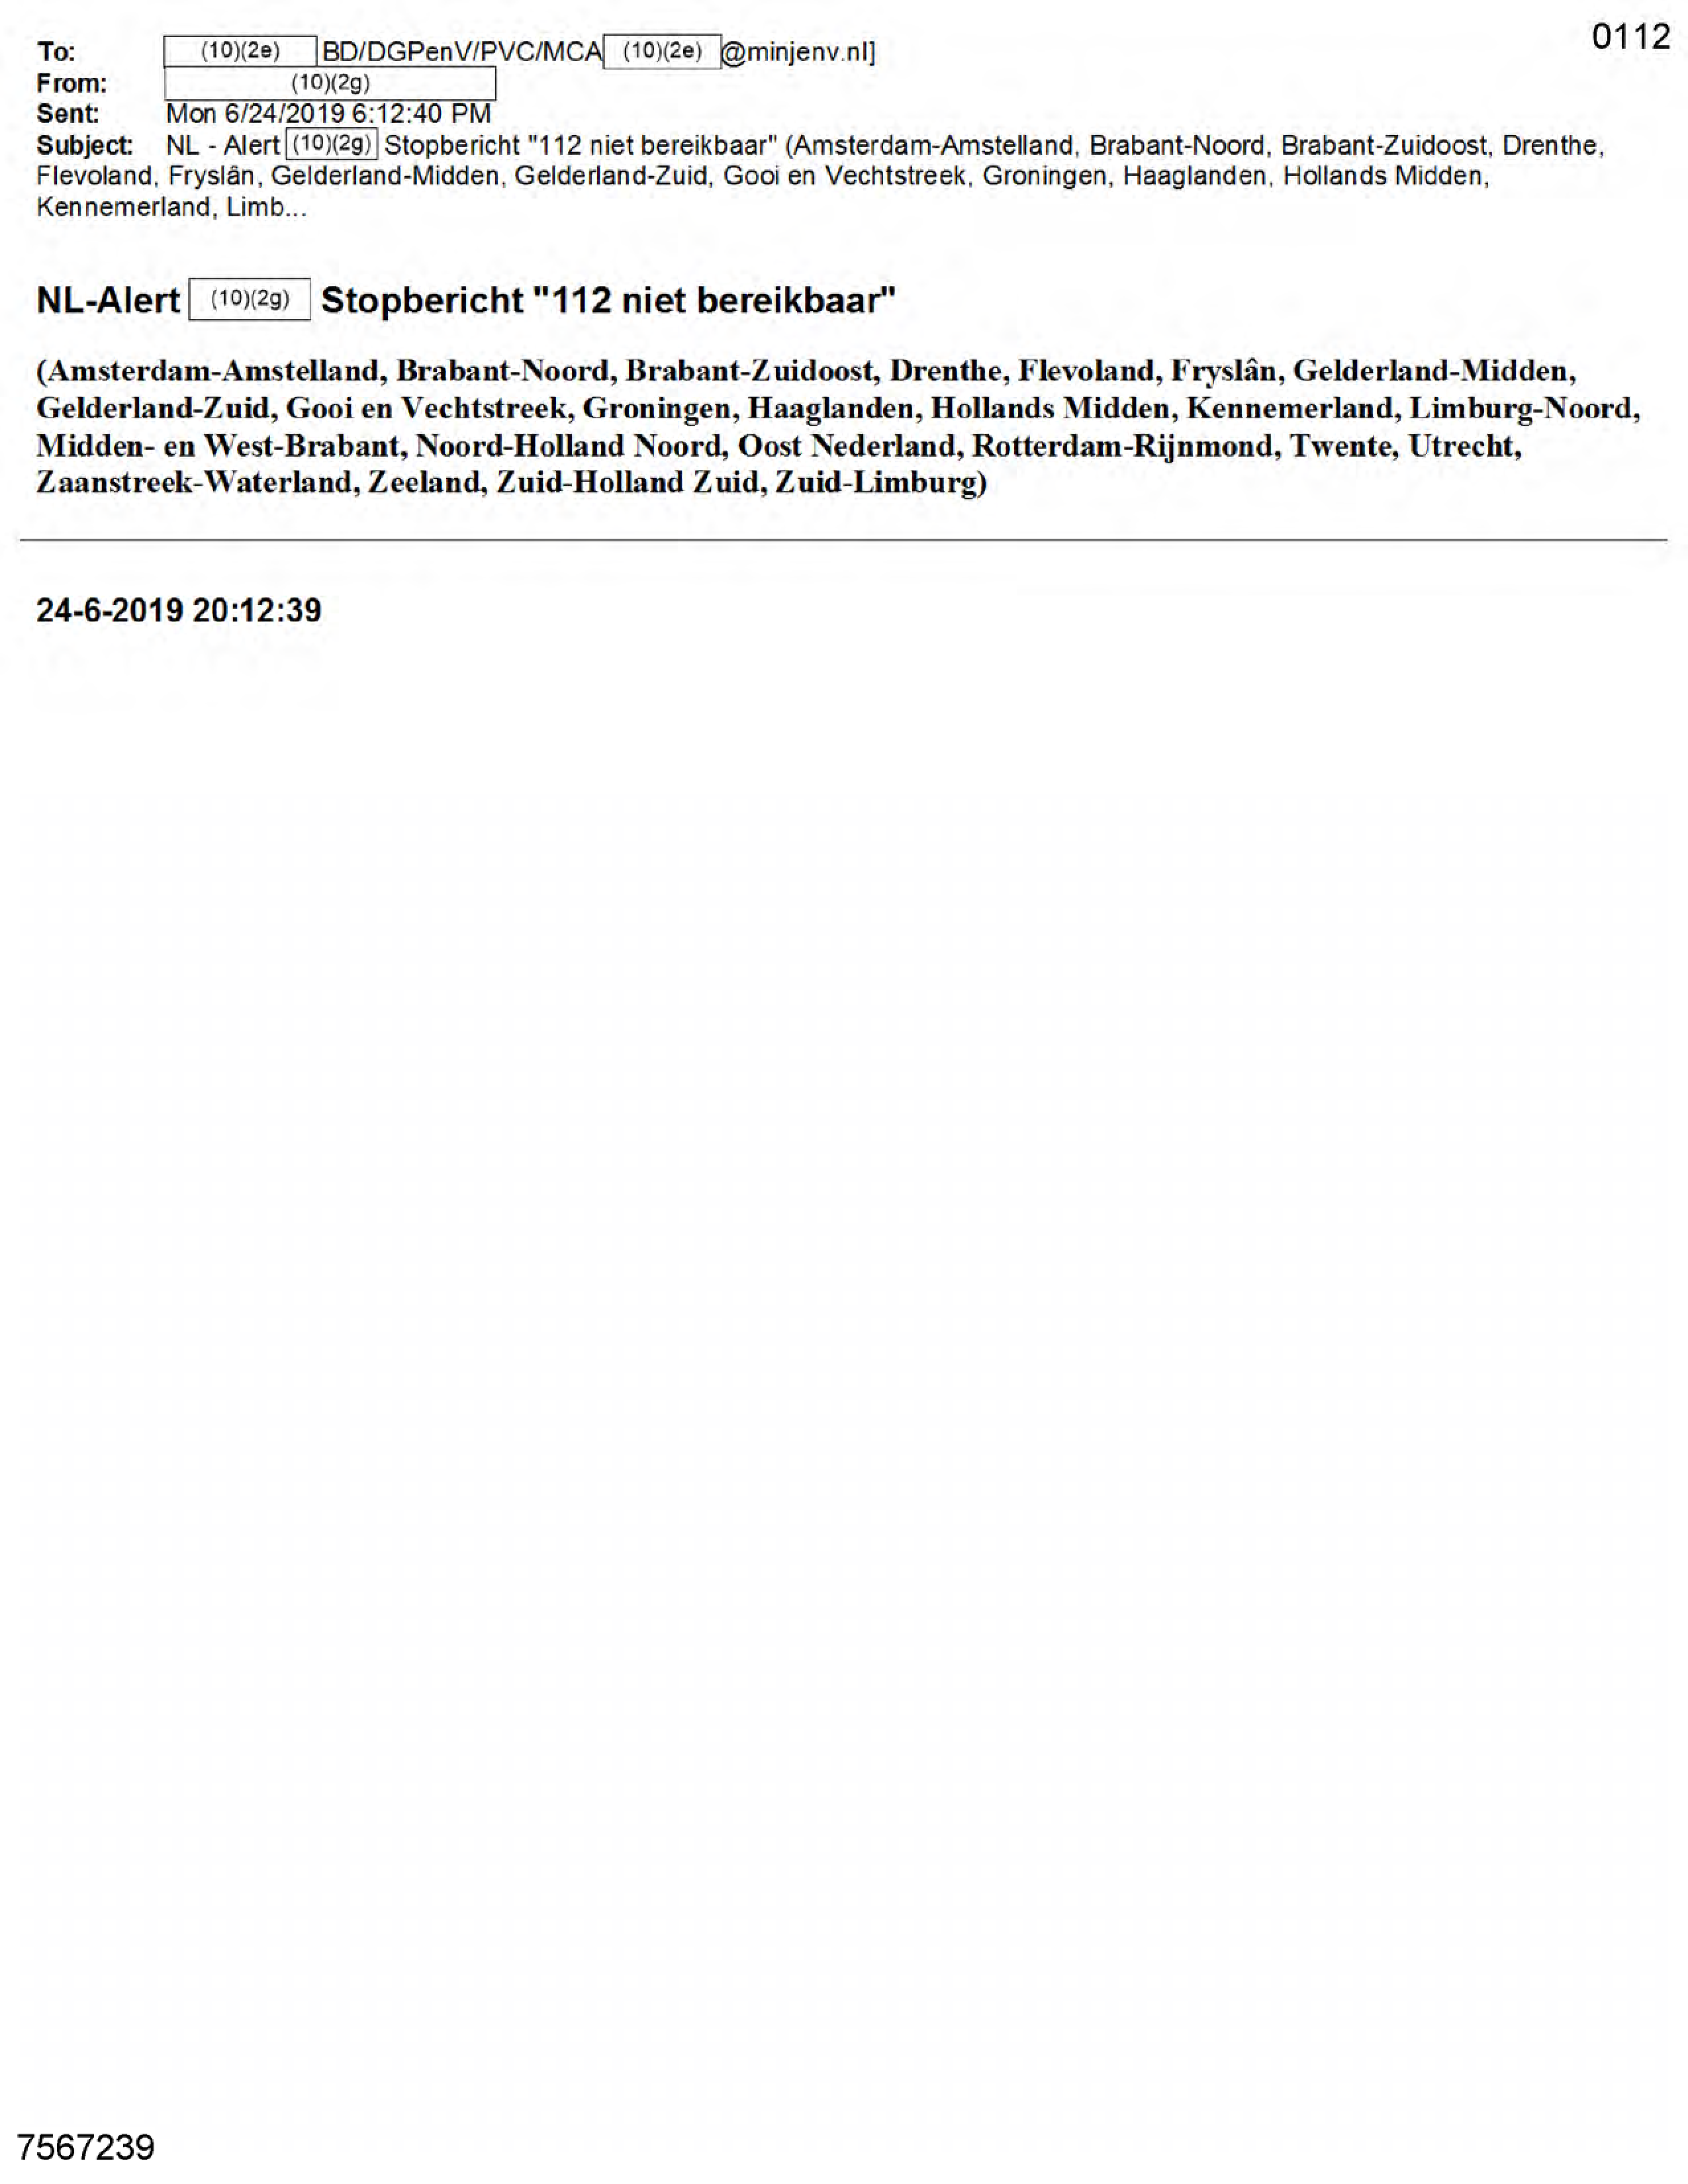 0112
To: (10)(2e) BD/DGPenV/PVC/MCA (10)(2e) @minjenv.nl]
From: (10)(2g)
Sent: Mon 6/24/2019 6:12:40 PM
Subject: NL - Alert (10)(2g) Stopbericht "112 niet bereikbaar" (Amsterdam-Amstelland, Brabant-Noord, Brabant-Zuidoost, Drenthe,
Flevoland, Fryslân, Gelderland-Midden, Gelderland-Zuid, Gooi en Vechtstreek, Groningen, Haaglanden, Hollands Midden,
Kennemerland, Limb...
NL-Alert (10)(2g) Stopbericht "112 niet bereikbaar"
(Amsterdam-Amstelland, Brabant-Noord, Brabant-Zuidoost, Drenthe, Flevoland, Fryslân, Gelderland-Midden,
Gelderland-Zuid, Gooi en Vechtstreek, Groningen, Haaglanden, Hollands Midden, Kennemerland, Limburg-Noord,
Midden- en West-Brabant, Noord-Holland Noord, Oost Nederland, Rotterdam-Rijnmond, Twente, Utrecht,
Zaanstreek-Waterland, Zeeland, Zuid-Holland Zuid, Zuid-Limburg)
24-6-2019 20:12:39
7567239